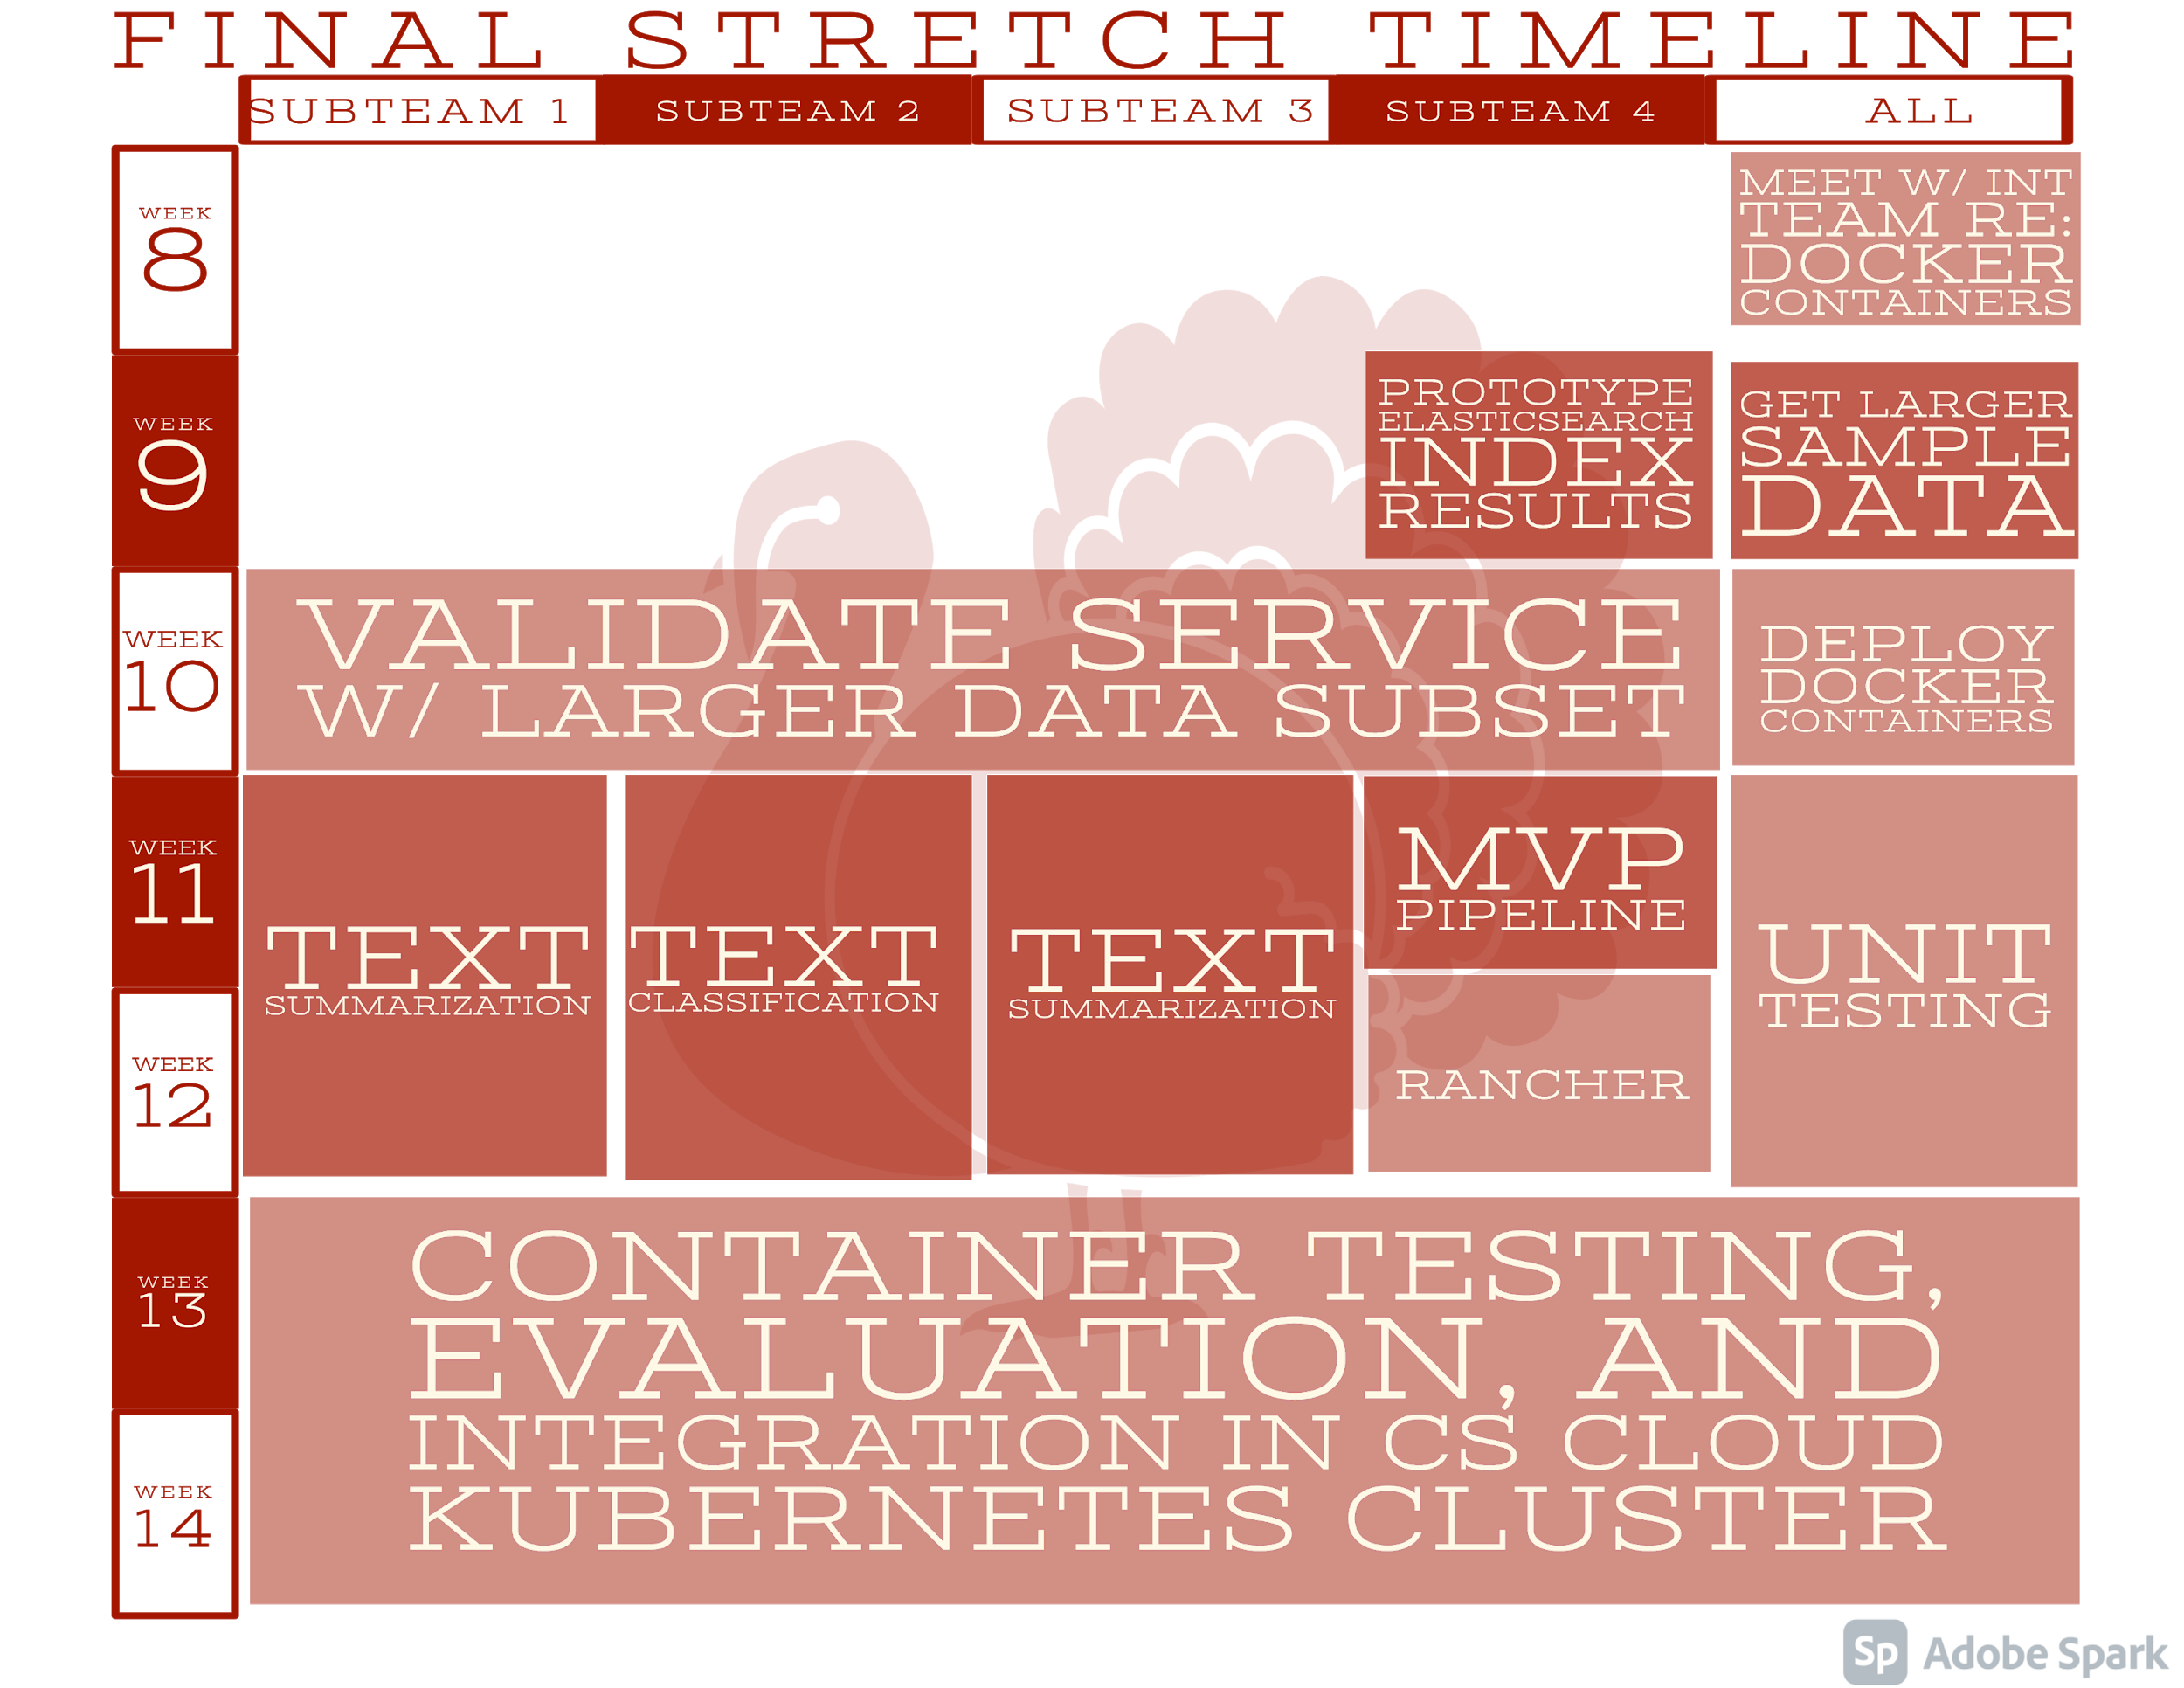 FINAL STRETCH TIMELINE
SUBTEAM 1
SUBTEAM 2
SUBTEAM 3
SUBTEAM 4
ALL
WEEK
8
MEET W/ INT
TEAM RE:
DOCKER
CONTAINERS
WEEK
9
PROTOTYPE
ELASTICSEARCH
INDEX
RESULTS
GET LARGER
SAMPLE
DATA
WEEK
10
VALIDATE SERVICE
W/ LARGER DATA SUBSET
DEPLOY
DOCKER
CONTAINERS
WEEK
11
TEXT
SUMMARIZATION
TEXT
CLASSIFICATION
TEXT
SUMMARIZATION
MVP
PIPELINE
UNIT
TESTING
WEEK
12
RANCHER
WEEK
13
CONTAINER TESTING,
EVALUATION, AND
INTEGRATION IN CS CLOUD
KUBERNETES CLUSTER
WEEK
14
Sp Adobe Spark